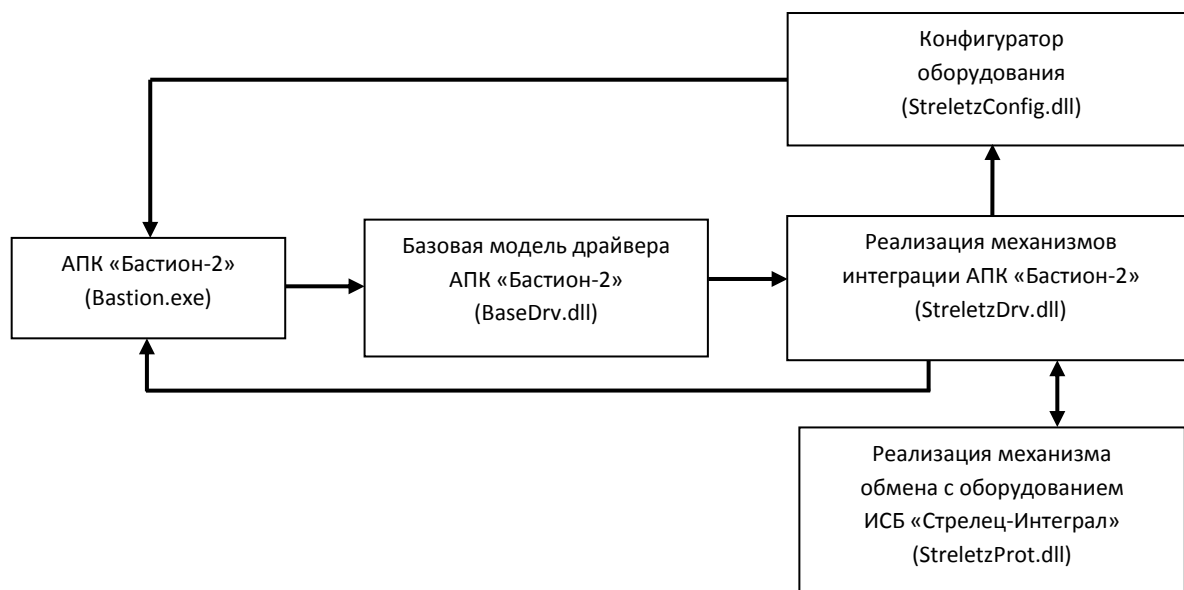 Конфигуратор
оборудования
(StreletzConfig.dll)
АПК «Бастион-2»
(Bastion.exe)
Базовая модель драйвера
АПК «Бастион-2»
(BaseDrv.dll)
Реализация механизмов
интеграции АПК «Бастион-2»
(StreletzDrv.dll)
Реализация механизма
обмена с оборудованием
ИСБ «Стрелец-Интеграл»
(StreletzProt.dll)